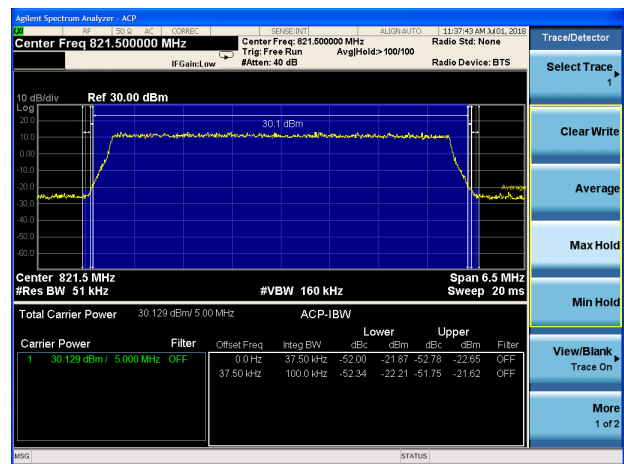 Agilent Spectrum Analyzer - ACP
LXI RF 50 Ω AC CORREC SENSE:INT ALIGN AUTO 11:37:43 AM Jul 01, 2018
Center Freq 821.500000 MHz
Center Freq: 821.500000 MHz
Radio Std: None
Trig: Free Run Avg|Hold:> 100/100
IFGain:Low #Atten: 40 dB Radio Device: BTS
10 dB/div Ref 30.00 dBm
Log
20.0
10.0
0.00
-10.0
-20.0
-30.0
-40.0
-50.0
-60.0
30.1 dBm
Average
Center 821.5 MHz Span 6.5 MHz
#Res BW 51 kHz #VBW 160 kHz Sweep 20 ms
Total Carrier Power 30.129 dBm/ 5.00 MHz ACP-IBW
Lower Upper
Carrier Power Filter Offset Freq Integ BW dBc dBm dBc dBm Filter
1 30.129 dBm / 5.000 MHz OFF 0.0 Hz 37.50 kHz -52.00 -21.87 -52.78 -22.65 OFF
37.50 kHz 100.0 kHz -52.34 -22.21 -51.75 -21.62 OFF
MSG STATUS
Trace/Detector
Select Trace
1
Clear Write
Average
Max Hold
Min Hold
View/Blank
Trace On
More
1 of 2